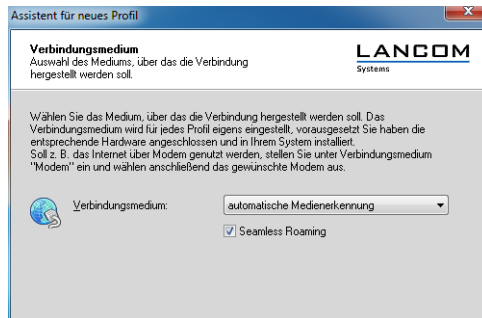 Assistent für neues Profil
Verbindungsmedium
Auswahl des Mediums, über das die Verbindung
hergestellt werden soll.
LANCOM
Systems
Wählen Sie das Medium, über das die Verbindung hergestellt werden soll. Das
Verbindungsmedium wird für jedes Profil eigens eingestellt, vorausgesetzt Sie haben die
entsprechende Hardware angeschlossen und in Ihrem System installiert.
Soll z. B. das Internet über Modem genutzt werden, stellen Sie unter Verbindungsmedium
"Modem" ein und wählen anschließend das gewünschte Modem aus.
Verbindungsmedium:
automatische Medienerkennung
Seamless Roaming